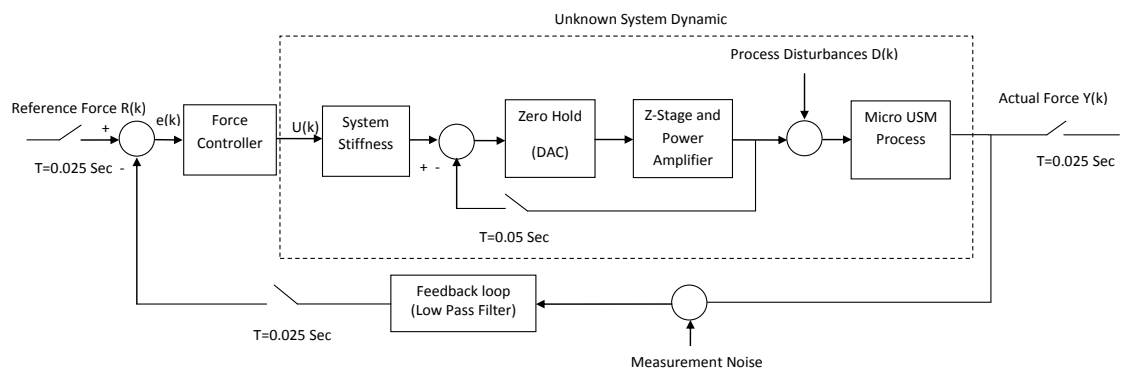 Unknown System Dynamic
Process Disturbances D(k)
Reference Force R(k)
+
e(k)
Force
Controller
U(k)
System
Stiffness
Zero Hold
(DAC)
Z-Stage and
Power
Amplifier
Micro USM
Process
Actual Force Y(k)
T=0.025 Sec -
+ -
T=0.025 Sec
T=0.05 Sec
Feedback loop
(Low Pass Filter)
T=0.025 Sec
Measurement Noise